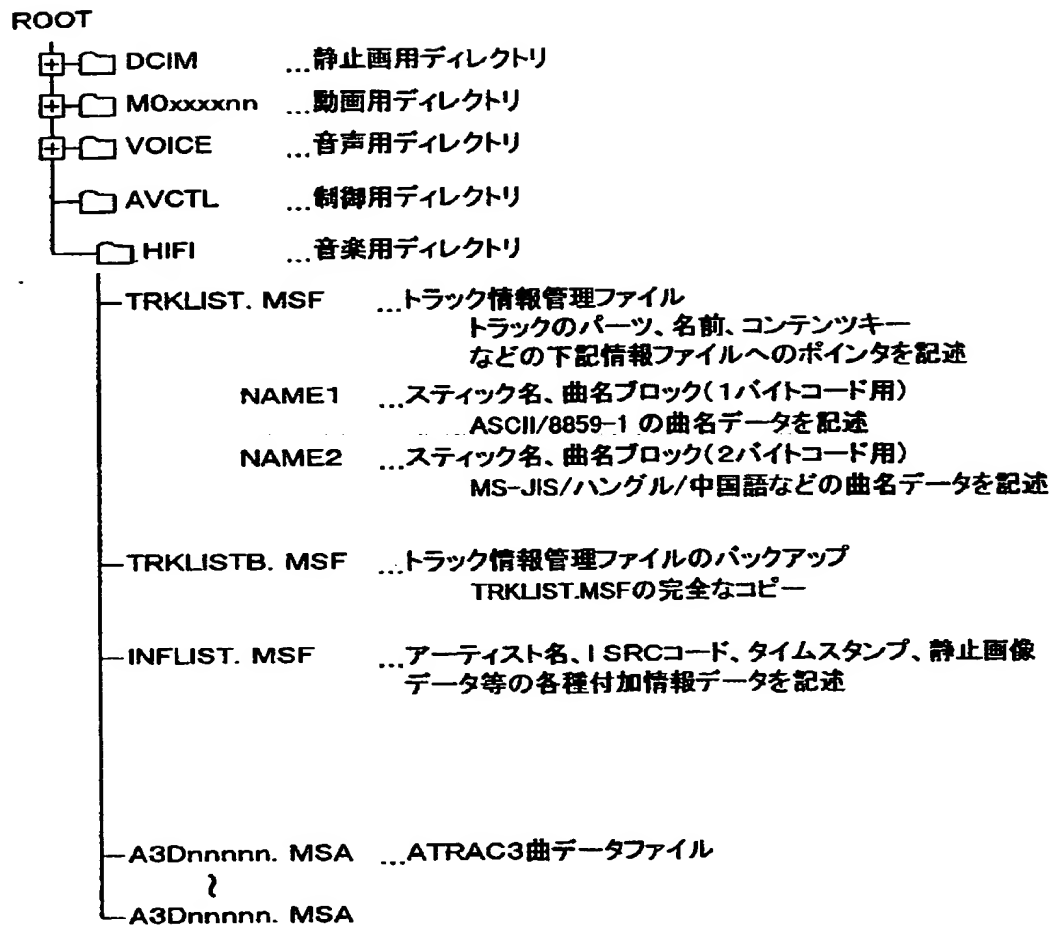 ROOT
DCIM ...静止画用ディレクトリ
MOxxxxnn ...動画用ディレクトリ
VOICE ...音声用ディレクトリ
AVCTL ...制御用ディレクトリ
HIFI ...音楽用ディレクトリ
TRKLIST. MSF ...トラック情報管理ファイル
トラックのパーツ、名前、コンテンツキー
などの下記情報ファイルへのポインタを記述
NAME1 ...スティック名、曲名ブロック(1バイトコード用)
ASCII/8859-1 の曲名データを記述
NAME2 ...スティック名、曲名ブロック(2バイトコード用)
MS-JIS/ハングル/中国語などの曲名データを記述
TRKLISTB. MSF ...トラック情報管理ファイルのバックアップ
TRKLIST.MSFの完全なコピー
INFLIST. MSF ...アーティスト名、ISRCコード、タイムスタンプ、静止画像
データ等の各種付加情報データを記述
A3Dnnnnn. MSA ...ATRAC3曲データファイル
~
A3Dnnnnn. MSA